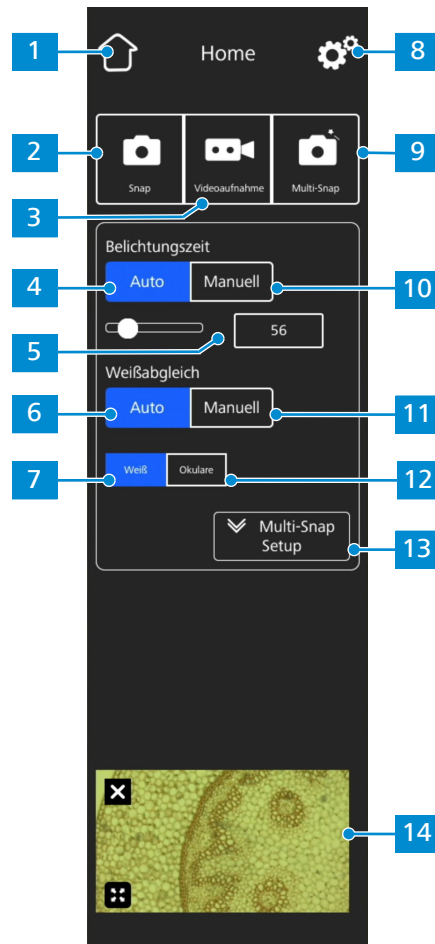 1
Home
8
2
Snap
Videoaufnahme
Multi-Snap
9
3
Belichtungszeit
4
Auto
Manuell
10
5
56
Weißabgleich
6
Auto
Manuell
11
7
Weiß
Okulare
12
Multi-Snap
Setup
13
14